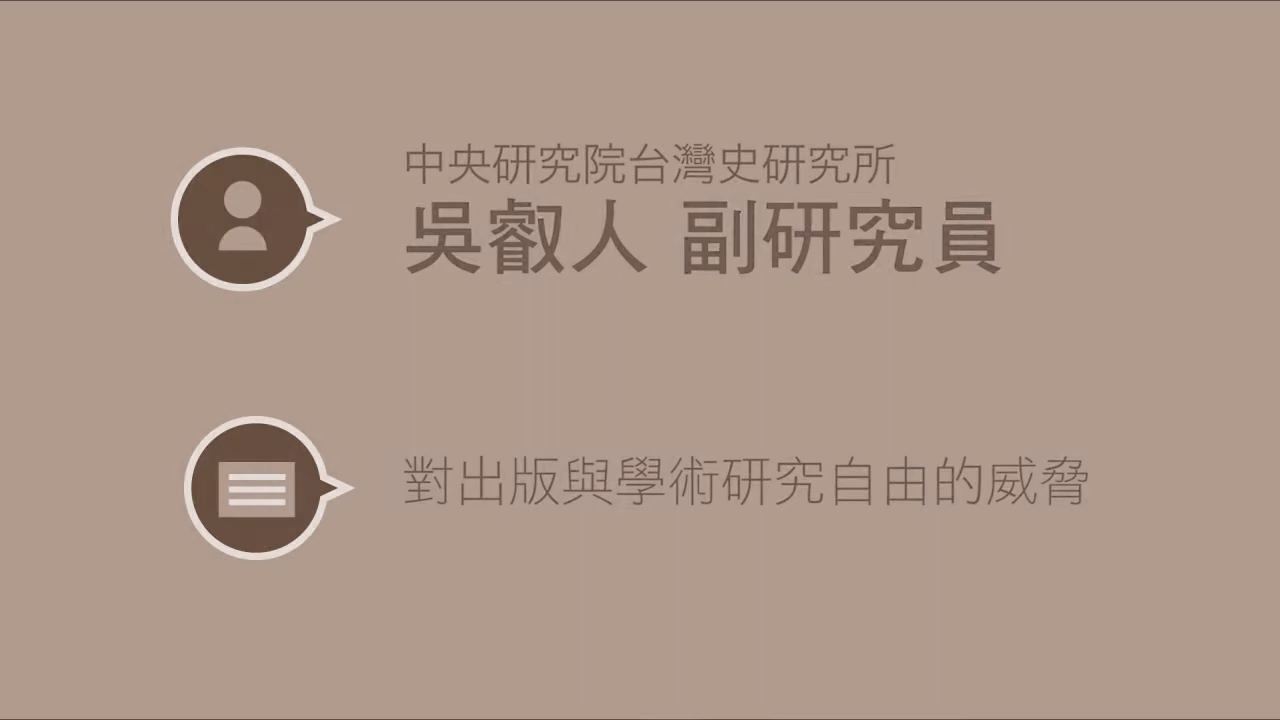 中央研究院台灣史研究所
吳叡人 副研究員
對出版與學術研究自由的威脅